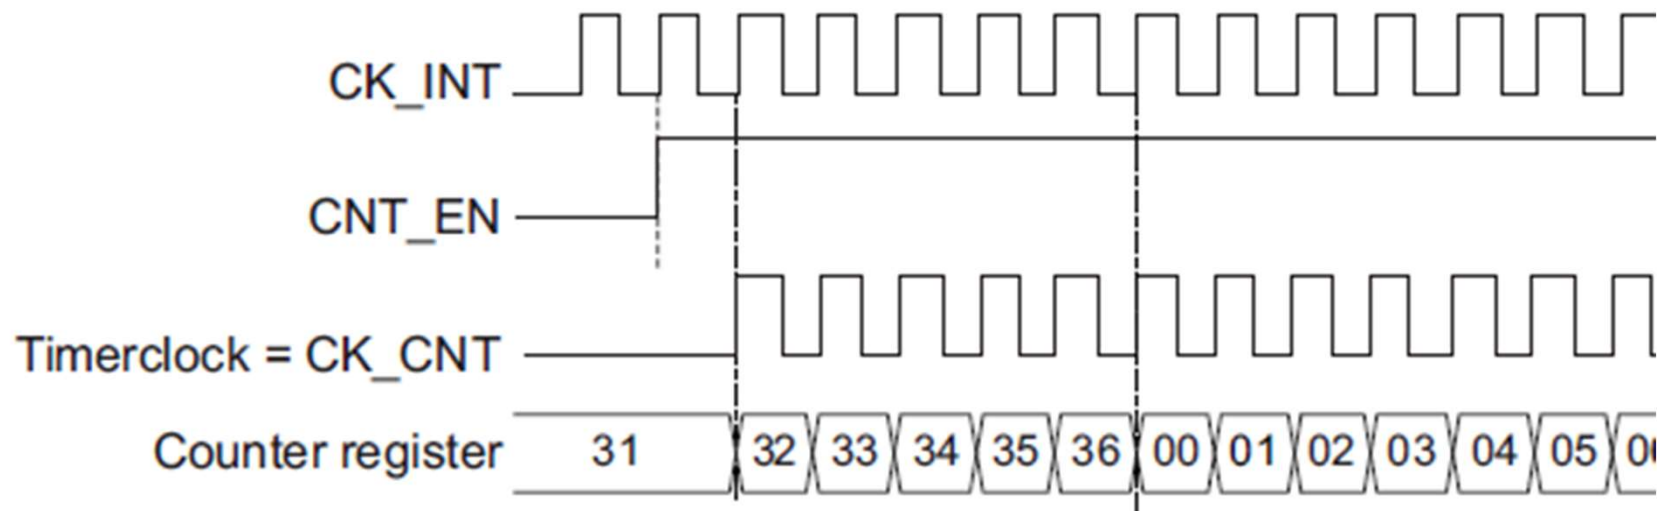 CK_INT
CNT_EN
Timerclock = CK_CNT
Counter register 31 32 33 34 35 36 00 01 02 03 04 05